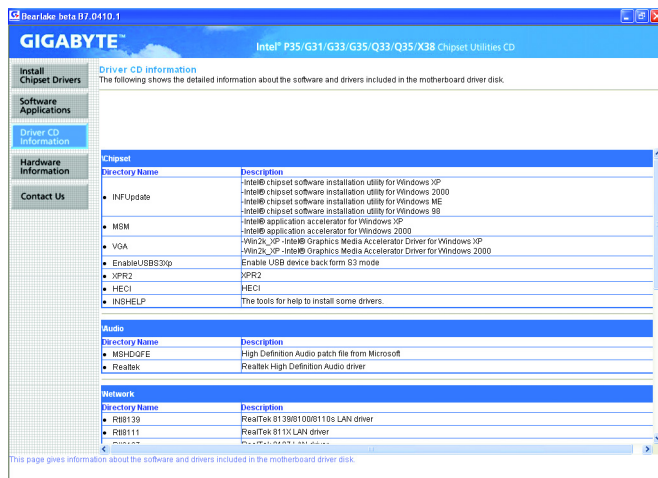 Bearlake beta B7.0410.1
GIGABYTE™
Intel® P35/G31/G33/G35/Q33/Q35/X38 Chipset Utilities CD
Install
Chipset Drivers
Software
Applications
Driver CD
Information
Hardware
Information
Contact Us
Driver CD information
The following shows the detailed information about the software and drivers included in the motherboard driver disk.
\Chipset
Directory Name Description
• INFUpdate
-Intel® chipset software installation utility for Windows XP
-Intel® chipset software installation utility for Windows 2000
-Intel® chipset software installation utility for Windows ME
-Intel® chipset software installation utility for Windows 98
• MSM
-Intel® application accelerator for Windows XP
-Intel® application accelerator for Windows 2000
• VGA
-Win2k_XP -Intel® Graphics Media Accelerator Driver for Windows XP
-Win2k_XP -Intel® Graphics Media Accelerator Driver for Windows 2000
• EnableUSBS3Xp Enable USB device back form S3 mode
• XPR2 XPR2
• HECI HECI
• INSHELP The tools for help to install some drivers.
\Audio
Directory Name Description
• MSHDQFE High Definition Audio patch file from Microsoft
• Realtek Realtek High Definition Audio driver
\Network
Directory Name Description
• Rtl8139 RealTek 8139/8100/8110s LAN driver
• Rtl8111 RealTek 811X LAN driver
This page gives information about the software and drivers included in the motherboard driver disk.